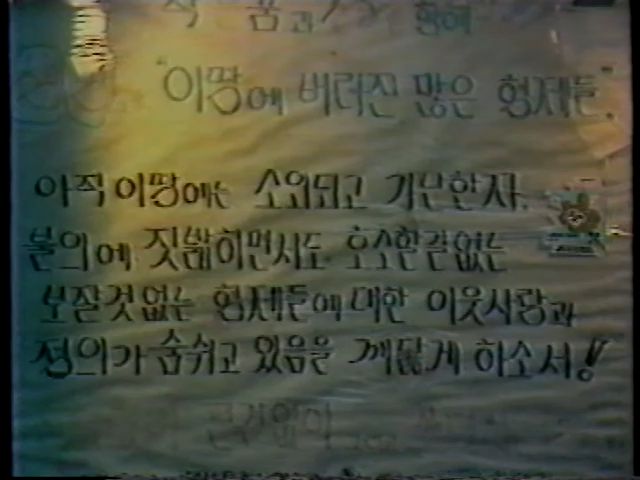 "이땅에 버려진 많은 형제들"
아직 이땅에는 소외되고 가난한자.
불의에 짓밟히면서도 호소할길없는
보잘것없는 형제들에 대한 이웃사랑과
정의가 숨쉬고 있음을 깨닫게 하소서!